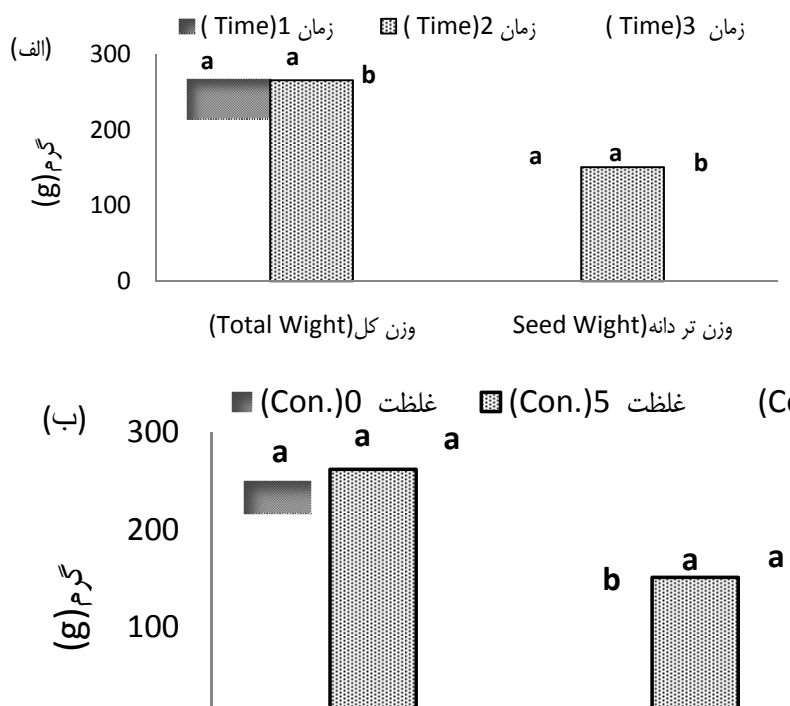 ( Time)1 زمان ( Time)2 زمان ( Time)3 زمان
(الف)
300
a a b
200
a a b
100
0
گرم(g)
وزن کل(Total Wight) وزن تر دانه(Seed Wight
(ب)
(Con.)0 غلظت (Con.)5 غلظت (Co
300
a a a
200
b a a
100
گرم(g)